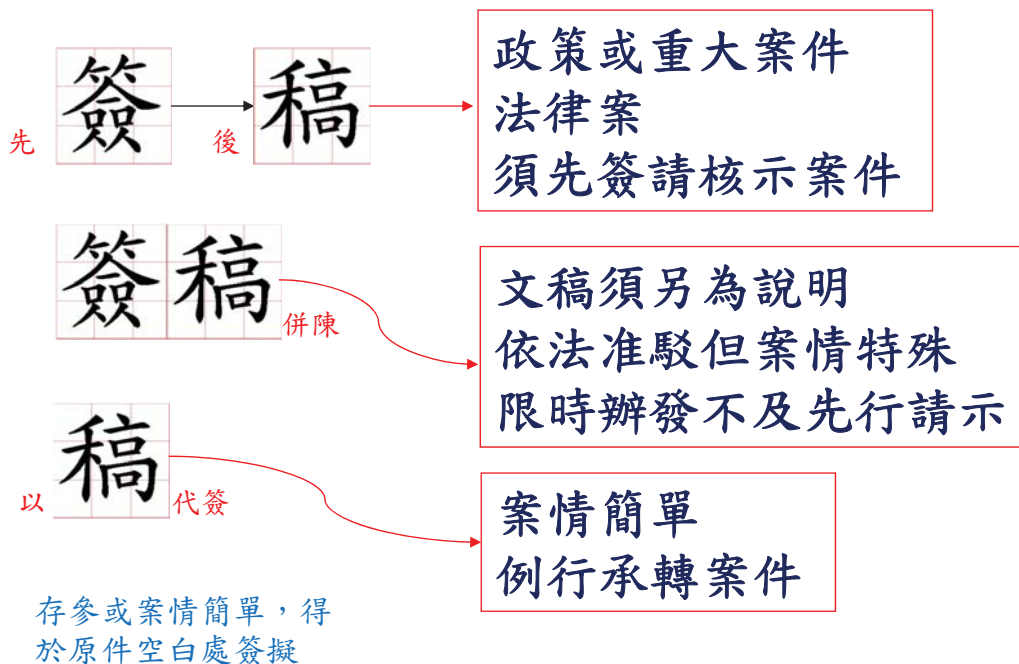 先簽後稿
政策或重大案件
法律案
須先簽請核示案件
簽稿併陳
文稿須另為說明
依法准駁但案情特殊
限時辦發不及先行請示
以稿代簽
案情簡單
例行承轉案件
存參或案情簡單，得
於原件空白處簽擬